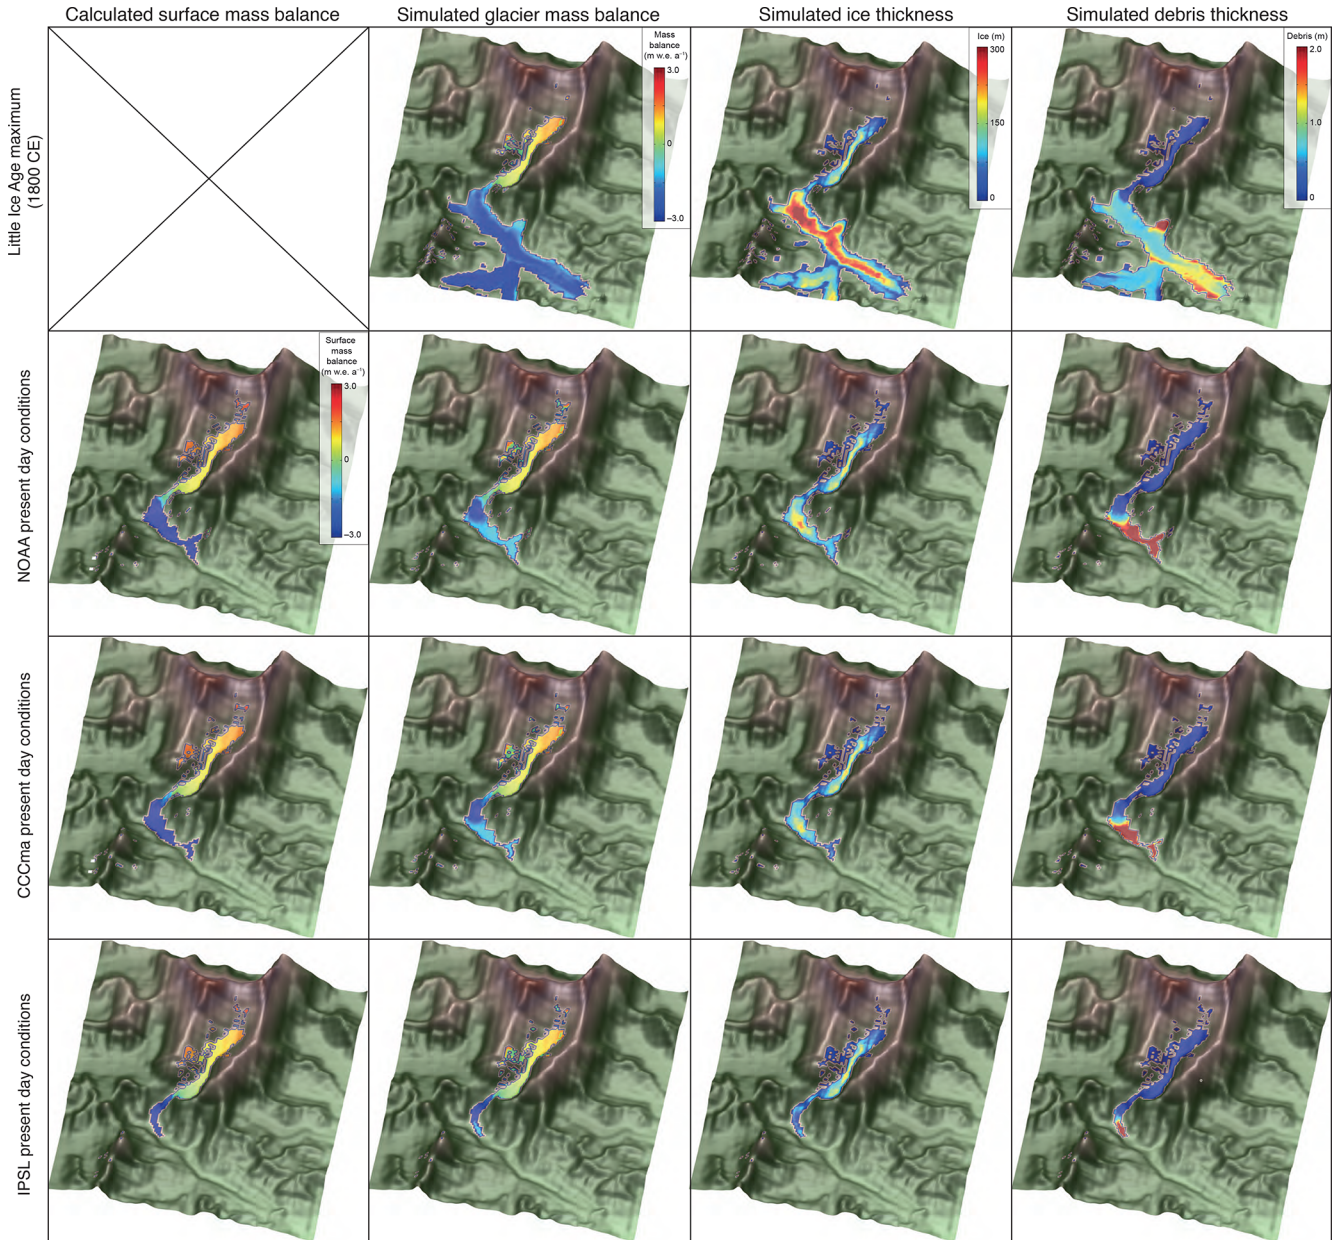 Calculated surface mass balance
Simulated glacier mass balance
Simulated ice thickness
Simulated debris thickness
Little Ice Age maximum
(1800 CE)
Mass
balance
(m w.e. a⁻¹)
3.0
0
−3.0
Ice (m)
300
150
0
Debris (m)
2.0
1.0
0
NOAA present day conditions
Surface
mass
balance
(m w.e. a⁻¹)
3.0
0
−3.0
CCCma present day conditions
IPSL present day conditions